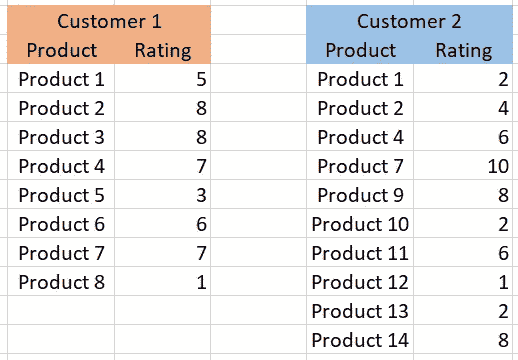 Customer 1 Customer 2
Product Rating Product Rating
Product 1 5 Product 1 2
Product 2 8 Product 2 4
Product 3 8 Product 4 6
Product 4 7 Product 7 10
Product 5 3 Product 9 8
Product 6 6 Product 10 2
Product 7 7 Product 11 6
Product 8 1 Product 12 1
Product 13 2
Product 14 8